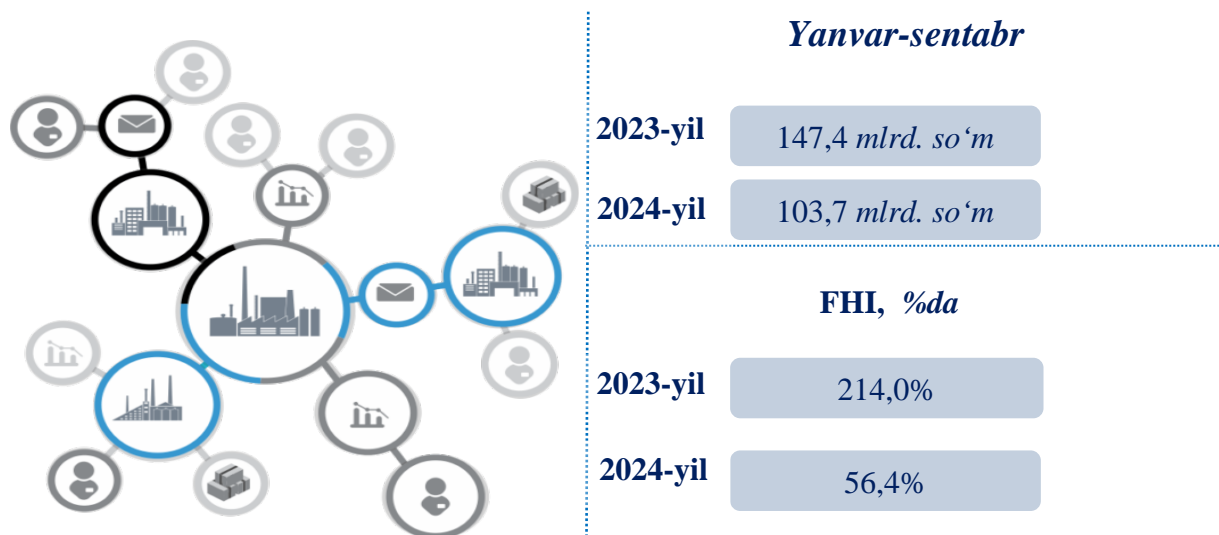 Yanvar-sentabr
2023-yil
147,4 mlrd. so‘m
2024-yil
103,7 mlrd. so‘m
FHI, %da
2023-yil
214,0%
2024-yil
56,4%